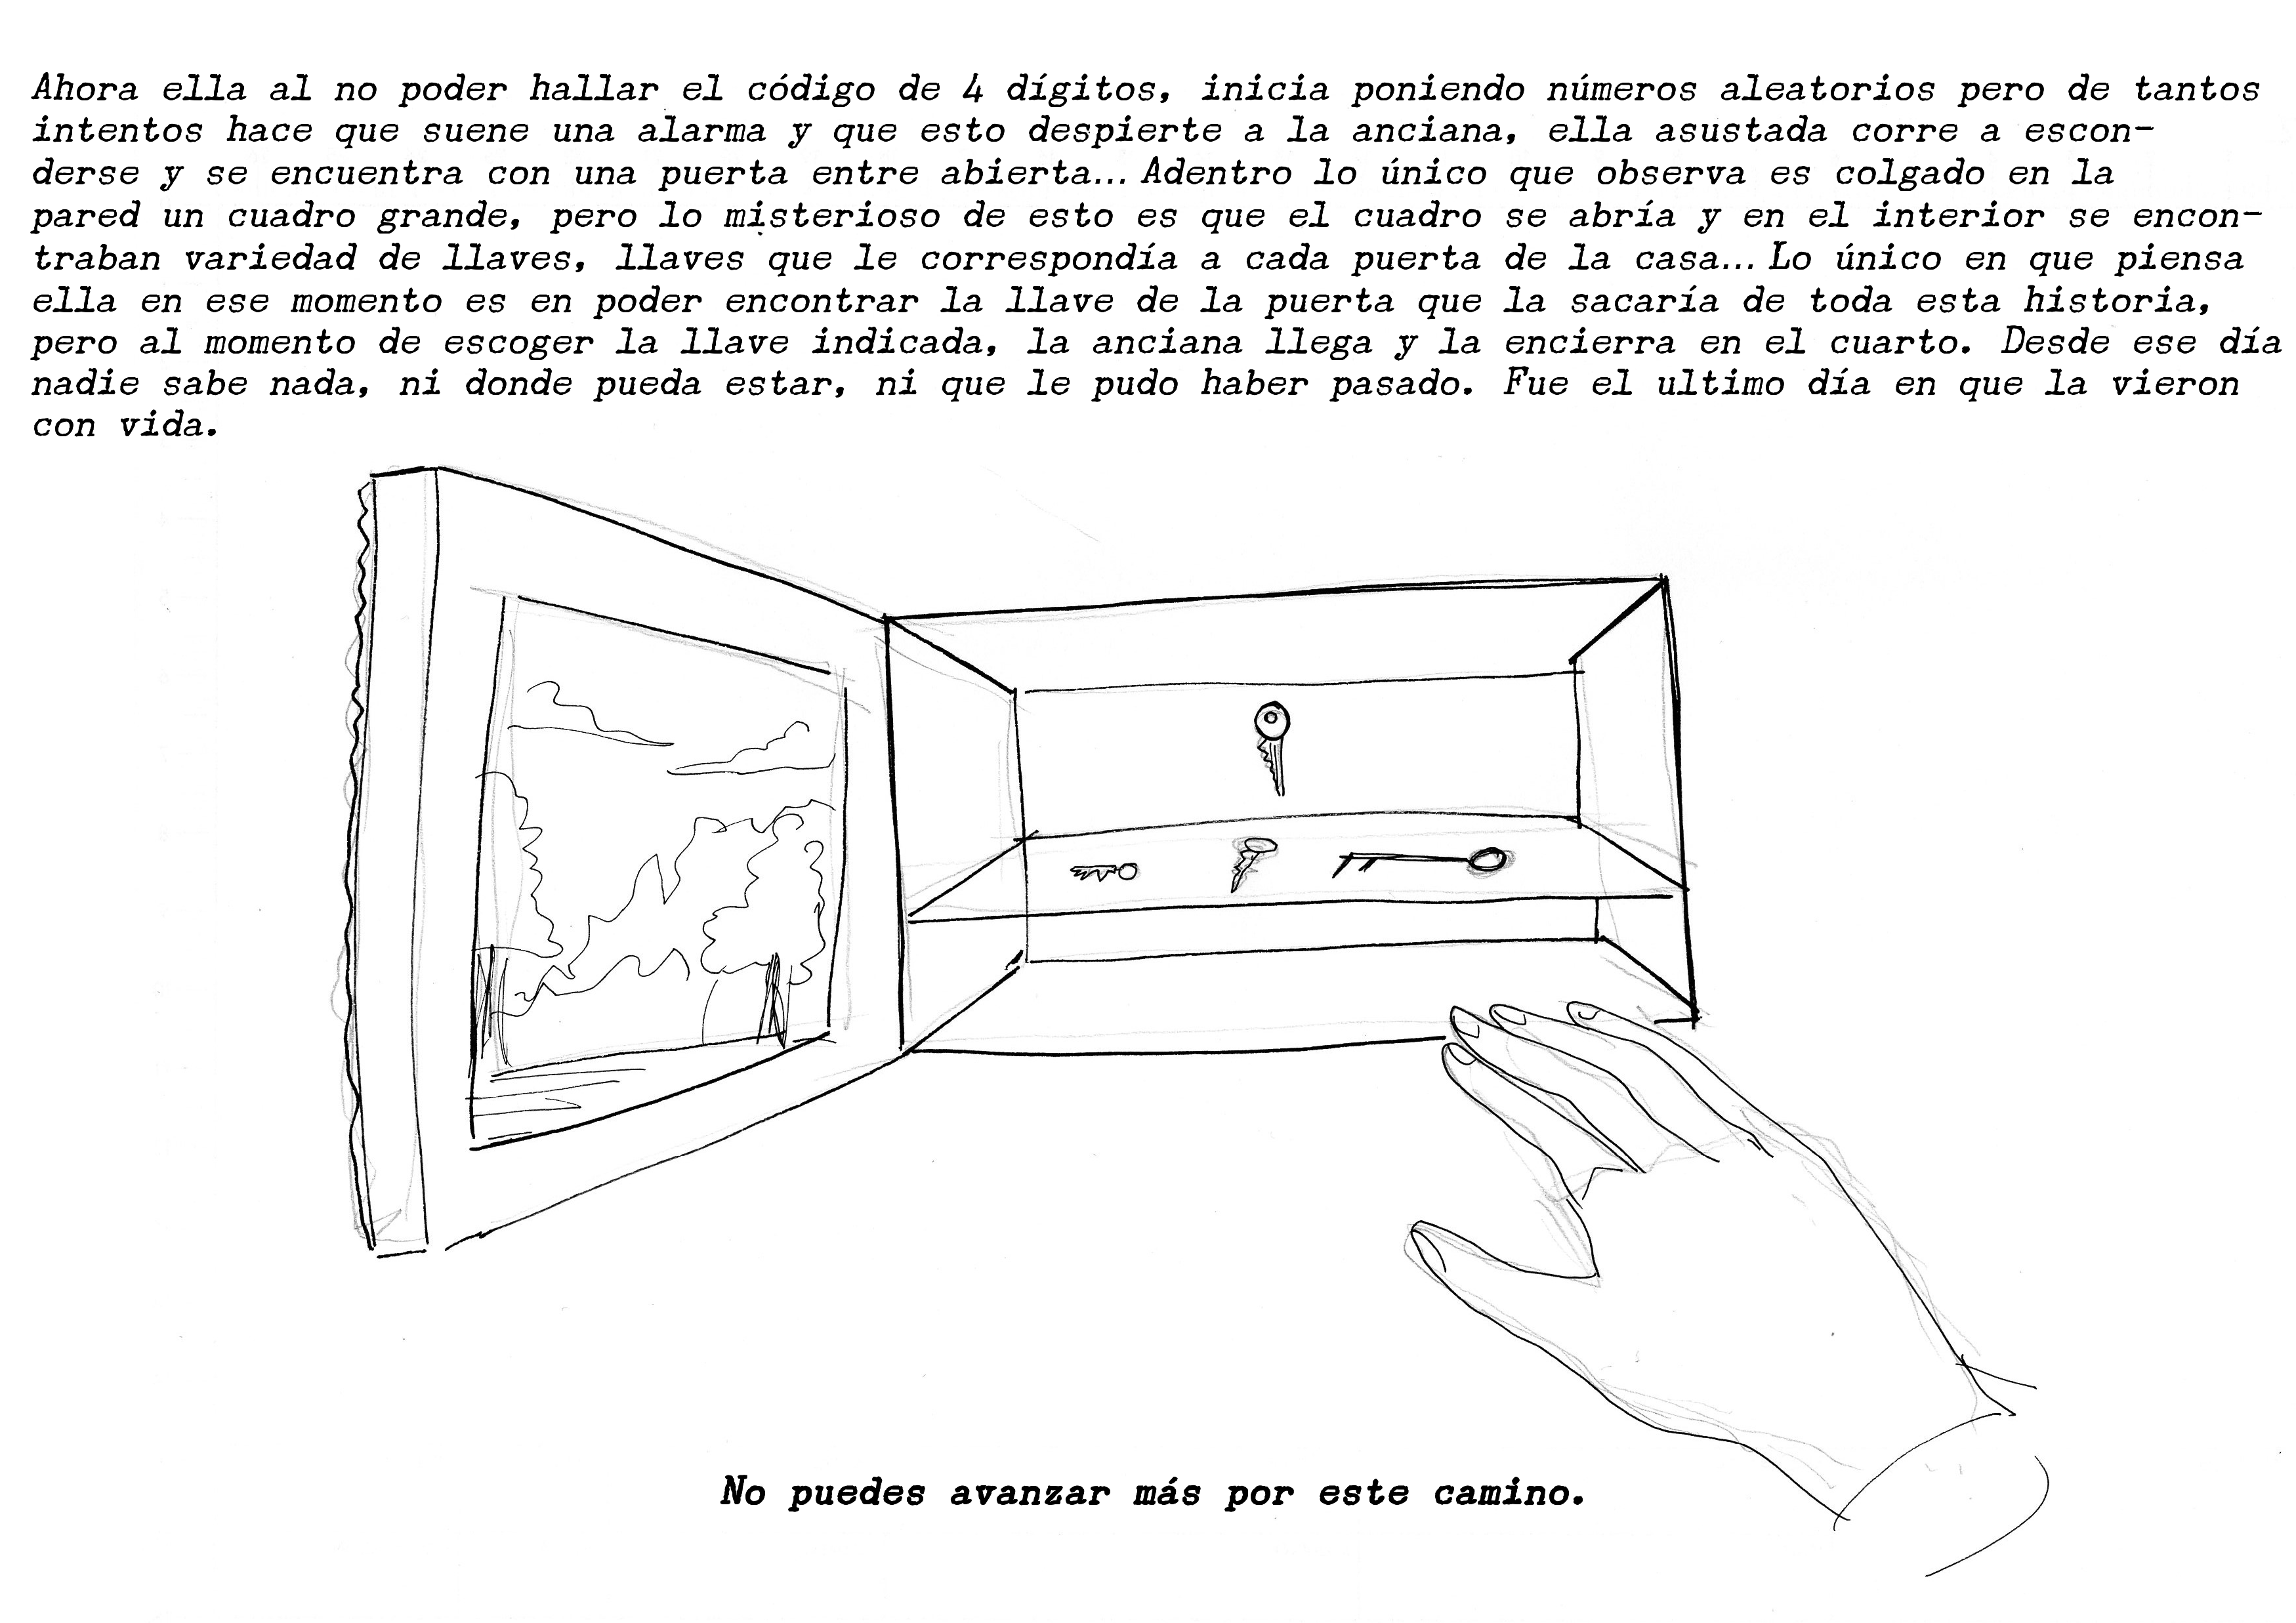 Ahora ella al no poder hallar el código de 4 dígitos, inicia poniendo números aleatorios pero de tantos
intentos hace que suene una alarma y que esto despierte a la anciana, ella asustada corre a escon-
derse y se encuentra con una puerta entre abierta... Adentro lo único que observa es colgado en la
pared un cuadro grande, pero lo misterioso de esto es que el cuadro se abría y en el interior se encon-
traban variedad de llaves, llaves que le correspondía a cada puerta de la casa... Lo único en que piensa
ella en ese momento es en poder encontrar la llave de la puerta que la sacaría de toda esta historia,
pero al momento de escoger la llave indicada, la anciana llega y la encierra en el cuarto. Desde ese día
nadie sabe nada, ni donde pueda estar, ni que le pudo haber pasado. Fue el ultimo día en que la vieron
con vida.
No puedes avanzar más por este camino.